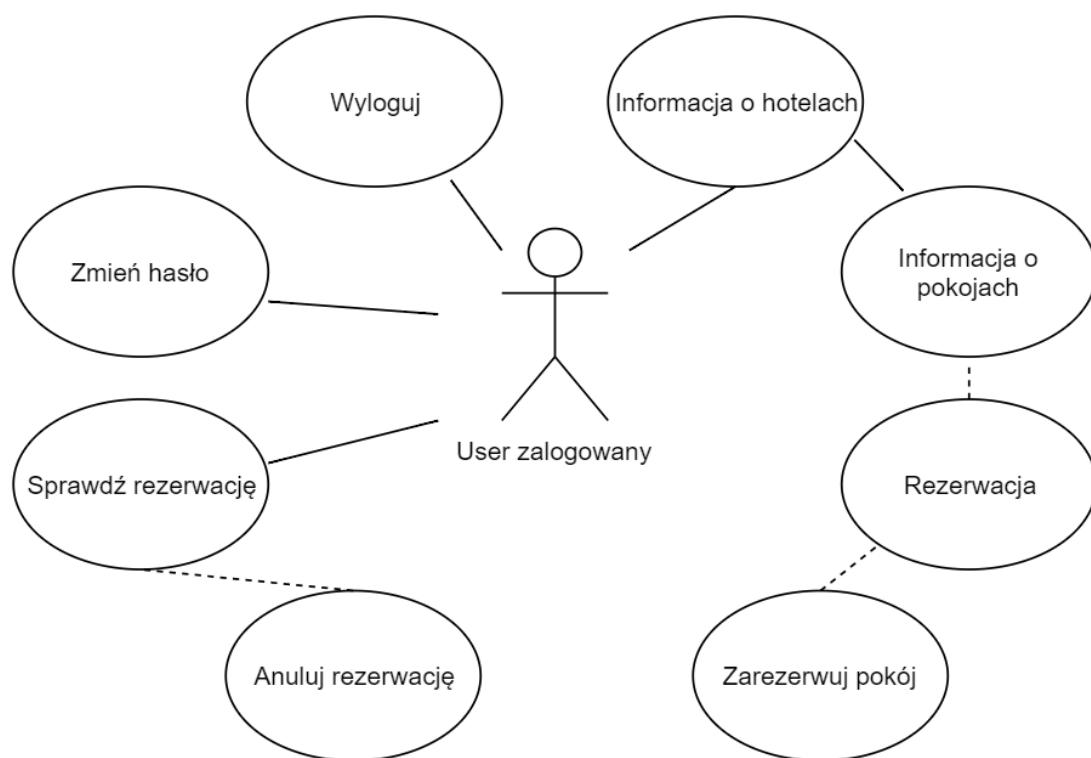 Wyloguj
Informacja o hotelach
Zmień hasło
Informacja o
pokojach
User zalogowany
Sprawdź rezerwację
Rezerwacja
Anuluj rezerwację
Zarezerwuj pokój